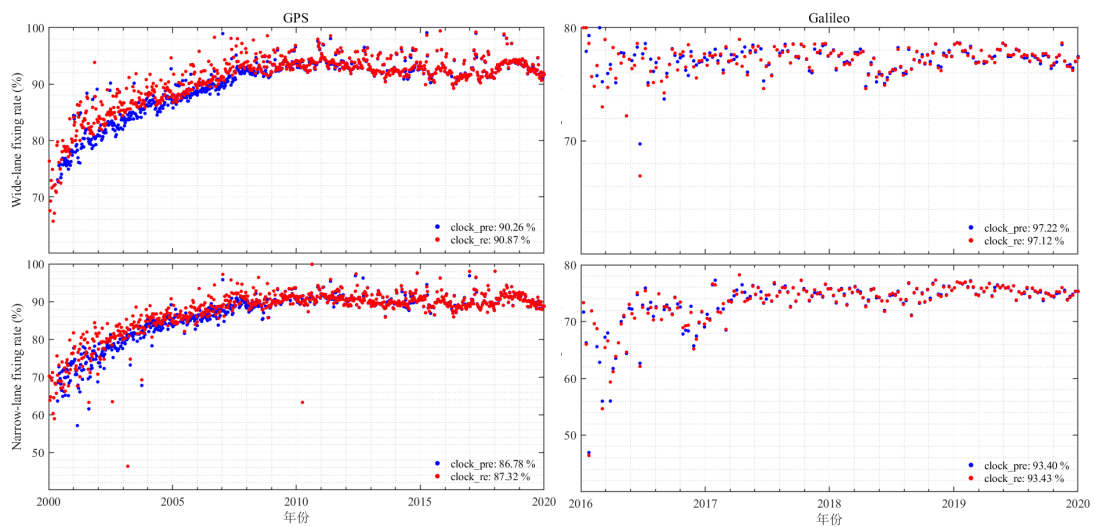 GPS
Galileo
100
90
80
70
Wide-lane fixing rate (%)
clock_pre: 90.26 %
clock_re: 90.87 %
80
70
clock_pre: 97.22 %
clock_re: 97.12 %
100
90
80
70
60
50
Narrow-lane fixing rate (%)
clock_pre: 86.78 %
clock_re: 87.32 %
2000
2005
2010
2015
2020
年份
80
70
60
50
clock_pre: 93.40 %
clock_re: 93.43 %
2016
2017
2018
2019
2020
年份